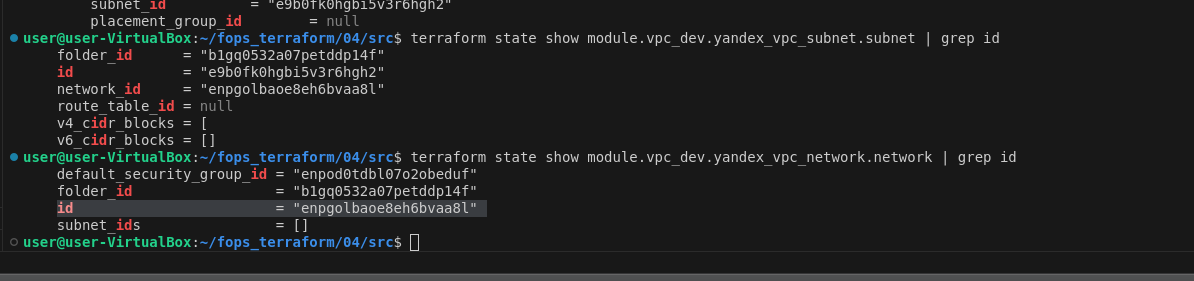 subnet_id          = "e9b0fk0hgbi5v3r6hgh2"
placement_group_id        = null
user@user-VirtualBox:~/fops_terraform/04/src$ terraform state show module.vpc_dev.yandex_vpc_subnet.subnet | grep id
folder_id      = "b1gq0532a07petddp14f"
id             = "e9b0fk0hgbi5v3r6hgh2"
network_id     = "enpgolbaoe8eh6bvaa8l"
route_table_id = null
v4_cidr_blocks = [
v6_cidr_blocks = []
user@user-VirtualBox:~/fops_terraform/04/src$ terraform state show module.vpc_dev.yandex_vpc_network.network | grep id
default_security_group_id = "enpod0tdbl07o2obeduf"
folder_id                 = "b1gq0532a07petddp14f"
id                        = "enpgolbaoe8eh6bvaa8l"
subnet_ids                = []
user@user-VirtualBox:~/fops_terraform/04/src$